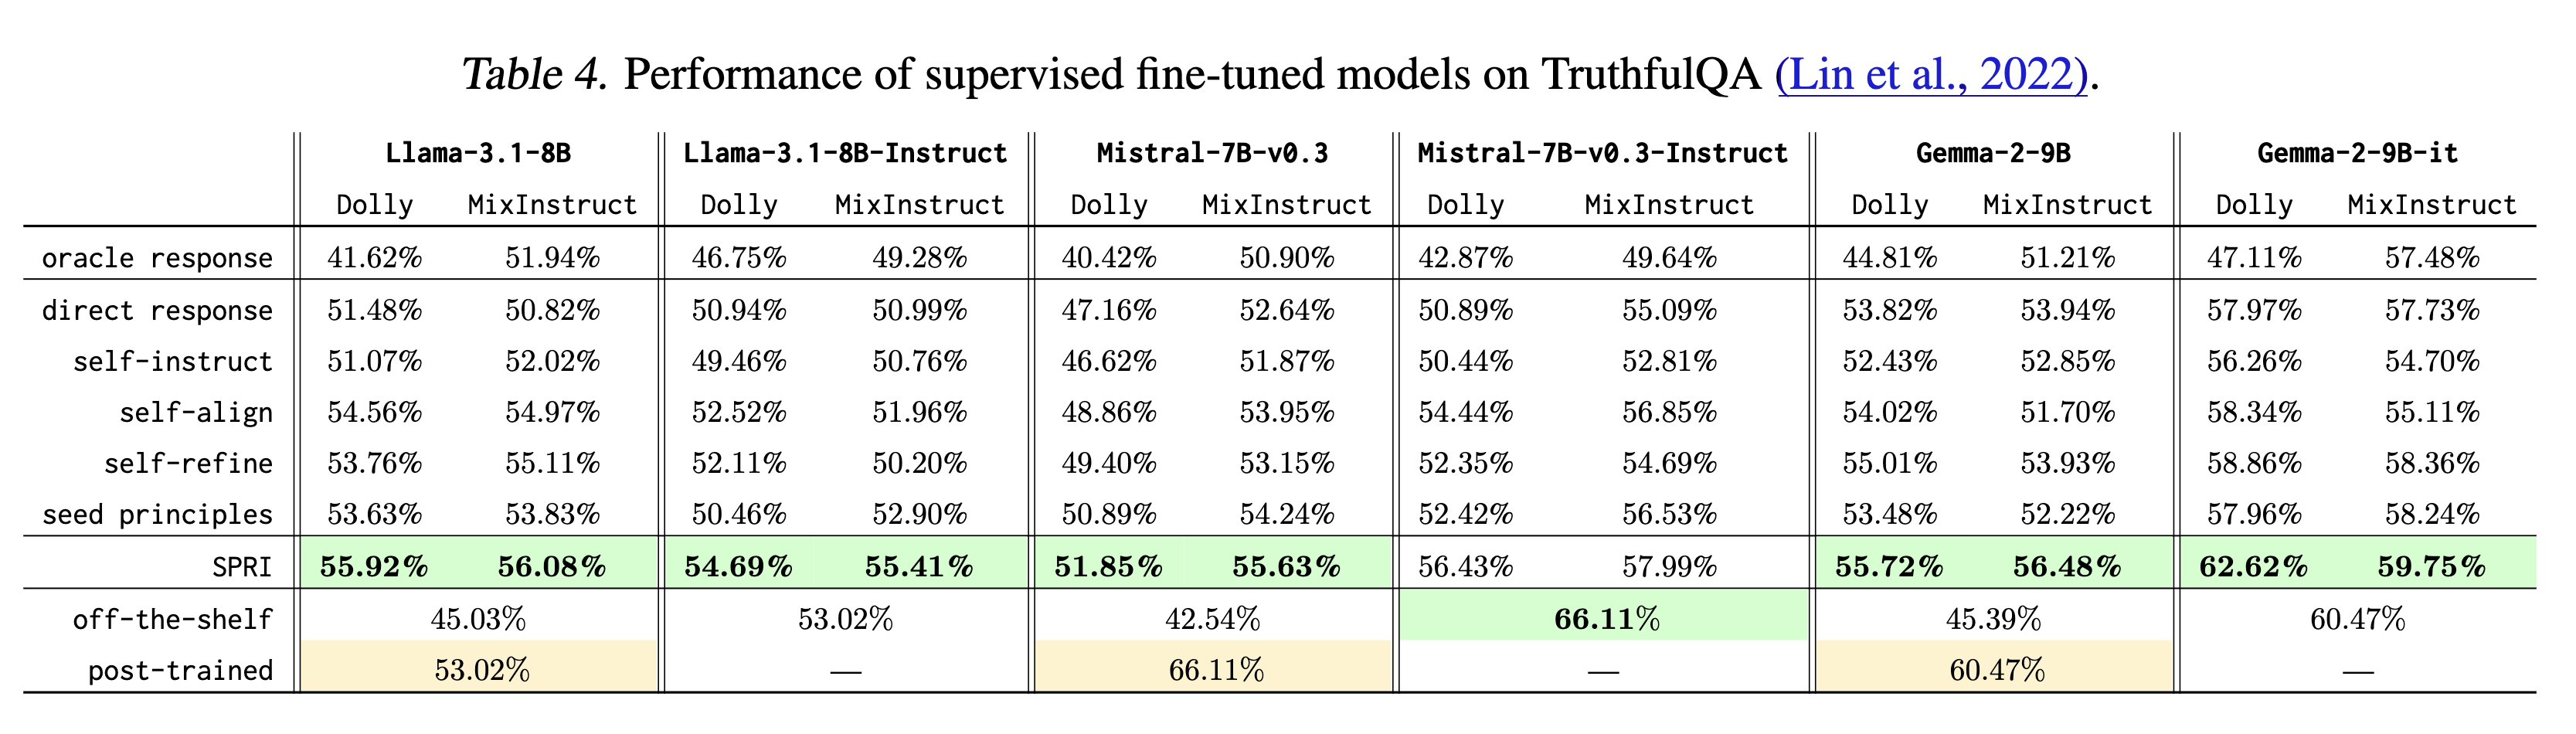 Table 4. Performance of supervised fine-tuned models on TruthfulQA (Lin et al., 2022).
Llama-3.1-8B Llama-3.1-8B-Instruct Mistral-7B-v0.3 Mistral-7B-v0.3-Instruct Gemma-2-9B Gemma-2-9B-it
Dolly MixInstruct Dolly MixInstruct Dolly MixInstruct Dolly MixInstruct Dolly MixInstruct Dolly MixInstruct
oracle response 41.62% 51.94% 46.75% 49.28% 40.42% 50.90% 42.87% 49.64% 44.81% 51.21% 47.11% 57.48%
direct response 51.48% 50.82% 50.94% 50.99% 47.16% 52.64% 50.89% 55.09% 53.82% 53.94% 57.97% 57.73%
self-instruct 51.07% 52.02% 49.46% 50.76% 46.62% 51.87% 50.44% 52.81% 52.43% 52.85% 56.26% 54.70%
self-align 54.56% 54.97% 52.52% 51.96% 48.86% 53.95% 54.44% 56.85% 54.02% 51.70% 58.34% 55.11%
self-refine 53.76% 55.11% 52.11% 50.20% 49.40% 53.15% 52.35% 54.69% 55.01% 53.93% 58.86% 58.36%
seed principles 53.63% 53.83% 50.46% 52.90% 50.89% 54.24% 52.42% 56.53% 53.48% 52.22% 57.96% 58.24%
SPRI 55.92% 56.08% 54.69% 55.41% 51.85% 55.63% 56.43% 57.99% 55.72% 56.48% 62.62% 59.75%
off-the-shelf 45.03% 53.02% 42.54% 66.11% 45.39% 60.47%
post-trained 53.02% — 66.11% — 60.47% —